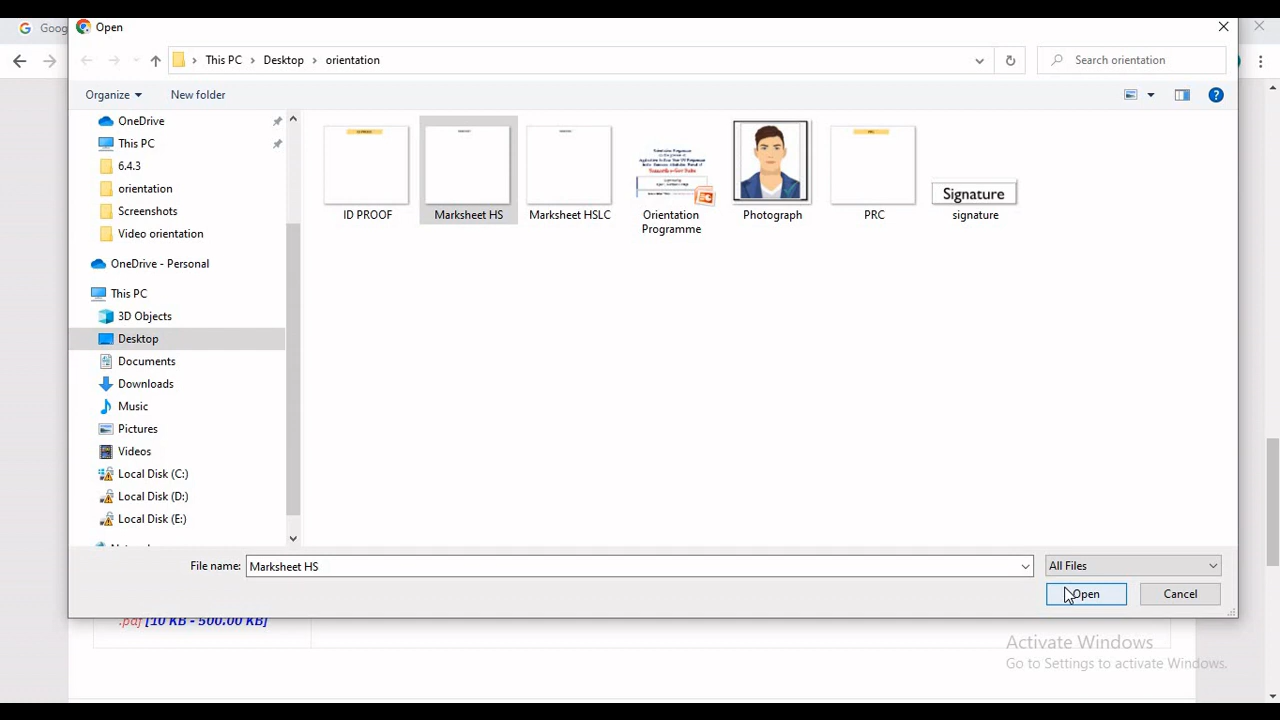 Goog
Open
This PC > Desktop > orientation
Search orientation
Organize
New folder
OneDrive
This PC
6.4.3
orientation
Screenshots
Video orientation
OneDrive - Personal
This PC
3D Objects
Desktop
Documents
Downloads
Music
Pictures
Videos
Local Disk (C:)
Local Disk (D:)
Local Disk (E:)
ID PROOF
Marksheet HS
Marksheet HSLC
Orientation
Programme
Photograph
PRC
Signature
signature
File name:
Marksheet HS
All Files
Open
Cancel
.pdf [10 KB - 500.00 KB]
Activate Windows
Go to Settings to activate Windows.